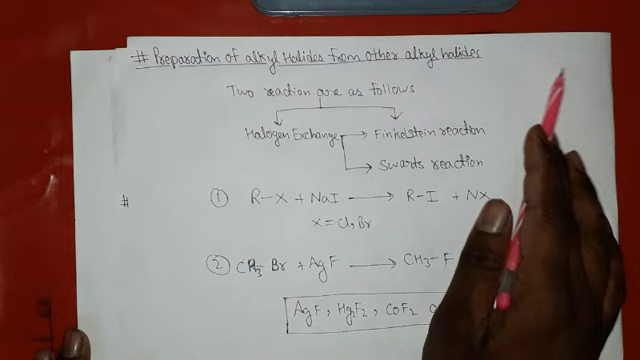 # Preparation of alkyl Halides from other alkyl halides
Two reaction are as follows
Halogen Exchange → Finkelstein reaction
→ Swarts reaction
# ① R-X + NaI → R-I + NX
X = Cl, Br
② CH3- Br + AgF → CH3-F
AgF, Hg2F2, CoF2